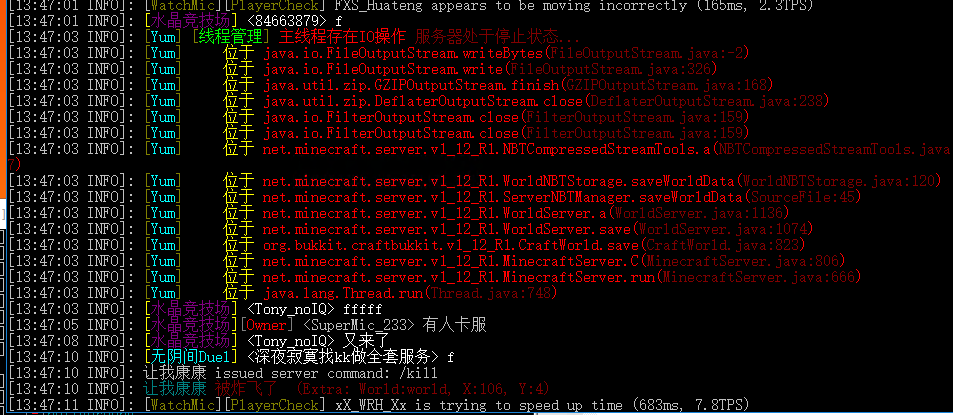 [13:47:01 INFO]: [WatchMic][PlayerCheck] FXS_Huateng appears to be moving incorrectly (165ms, 2.3TPS)
[13:47:01 INFO]: [水晶竞技场] <84663879> f
[13:47:03 INFO]: [Yum] [线程管理] 主线程存在IO操作 服务器处于停止状态...
[13:47:03 INFO]: [Yum] 位于 java.io.FileOutputStream.writeBytes(FileOutputStream.java:-2)
[13:47:03 INFO]: [Yum] 位于 java.io.FileOutputStream.write(FileOutputStream.java:326)
[13:47:03 INFO]: [Yum] 位于 java.util.zip.GZIPOutputStream.finish(GZIPOutputStream.java:168)
[13:47:03 INFO]: [Yum] 位于 java.util.zip.DeflaterOutputStream.close(DeflaterOutputStream.java:238)
[13:47:03 INFO]: [Yum] 位于 java.io.FilterOutputStream.close(FilterOutputStream.java:159)
[13:47:03 INFO]: [Yum] 位于 java.io.FilterOutputStream.close(FilterOutputStream.java:159)
[13:47:03 INFO]: [Yum] 位于 net.minecraft.server.v1_12_R1.NBTCompressedStreamTools.a(NBTCompressedStreamTools.java
7)
[13:47:03 INFO]: [Yum] 位于 net.minecraft.server.v1_12_R1.WorldNBTStorage.saveWorldData(WorldNBTStorage.java:120)
[13:47:03 INFO]: [Yum] 位于 net.minecraft.server.v1_12_R1.ServerNBTManager.saveWorldData(SourceFile:45)
[13:47:03 INFO]: [Yum] 位于 net.minecraft.server.v1_12_R1.WorldServer.a(WorldServer.java:1136)
[13:47:03 INFO]: [Yum] 位于 net.minecraft.server.v1_12_R1.WorldServer.save(WorldServer.java:1074)
[13:47:03 INFO]: [Yum] 位于 org.bukkit.craftbukkit.v1_12_R1.CraftWorld.save(CraftWorld.java:823)
[13:47:03 INFO]: [Yum] 位于 net.minecraft.server.v1_12_R1.MinecraftServer.C(MinecraftServer.java:806)
[13:47:03 INFO]: [Yum] 位于 net.minecraft.server.v1_12_R1.MinecraftServer.run(MinecraftServer.java:666)
[13:47:03 INFO]: [Yum] 位于 java.lang.Thread.run(Thread.java:748)
[13:47:03 INFO]: [水晶竞技场] <Tony_noIQ> fffff
[13:47:05 INFO]: [水晶竞技场][Owner] <SuperMic_233> 有人卡服
[13:47:08 INFO]: [水晶竞技场] <Tony_noIQ> 又来了
[13:47:10 INFO]: [无阴间Duel] <深夜寂寞找kk做全套服务> f
[13:47:10 INFO]: 让我康康 issued server command: /kill
[13:47:10 INFO]: 让我康康 被炸飞了 (Extra: World:world, X:106, Y:4)
[13:47:11 INFO]: [WatchMic][PlayerCheck] xX_WRH_Xx is trying to speed up time (683ms, 7.8TPS)